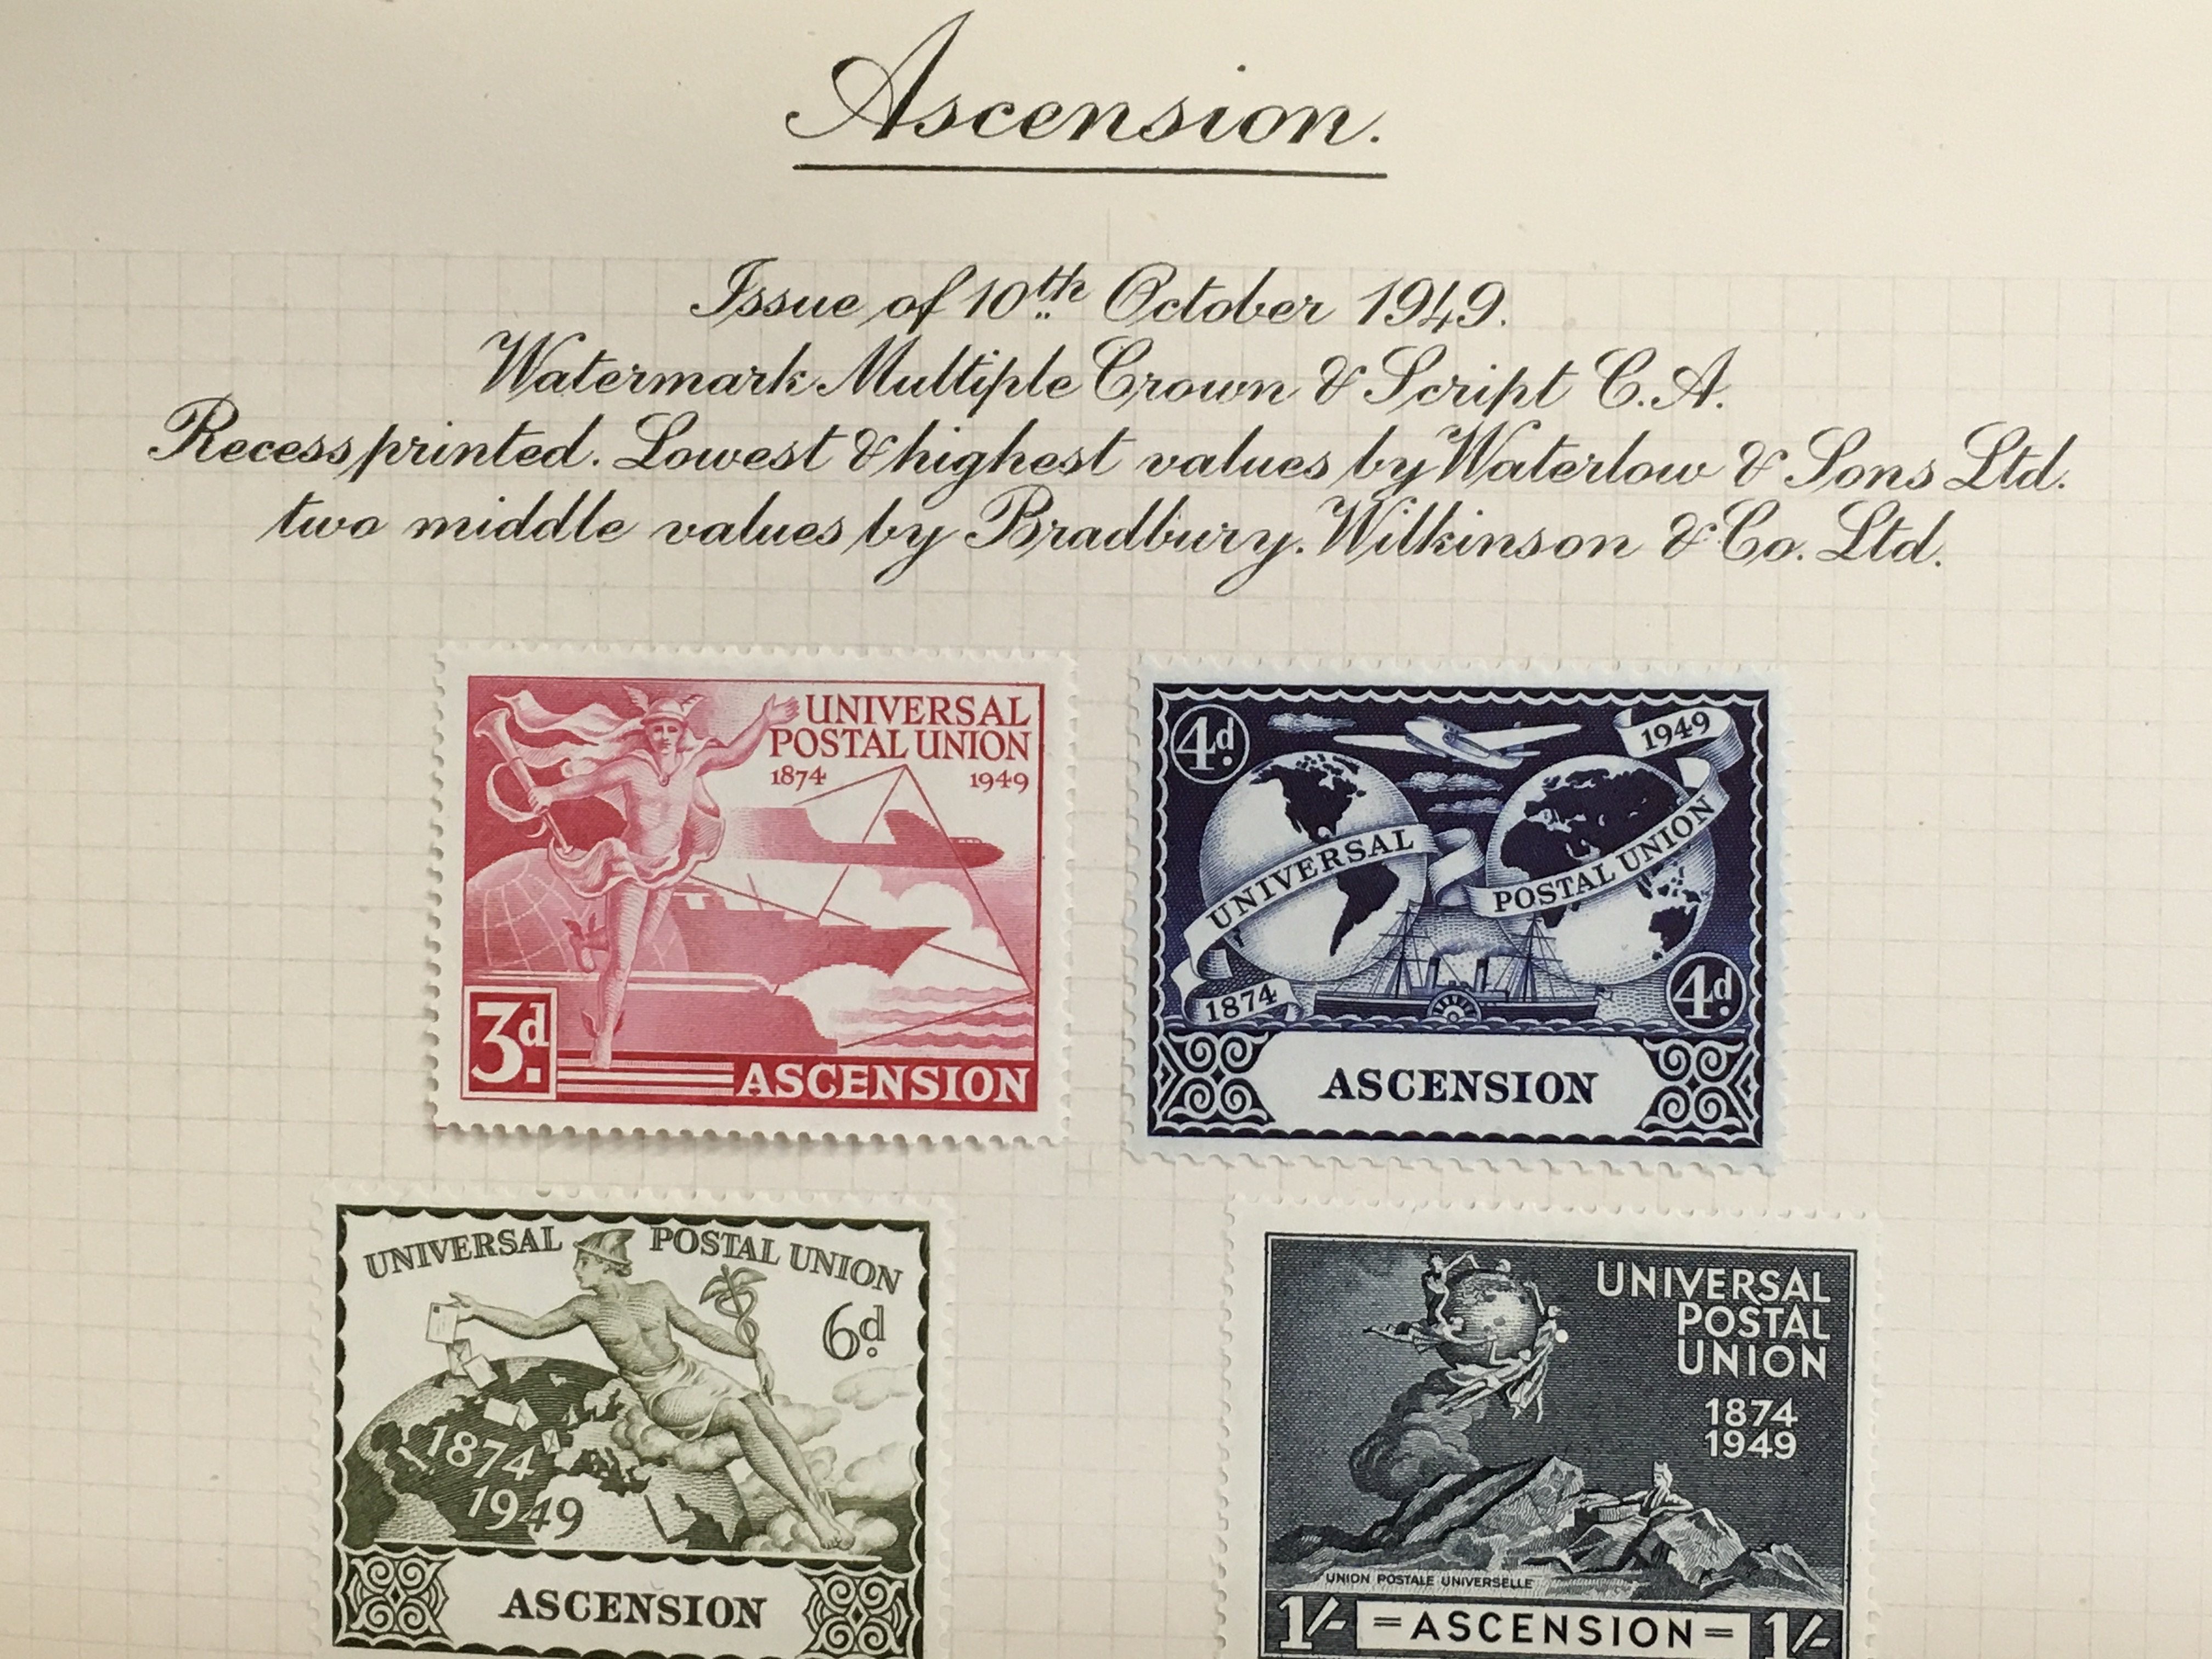 Ascension.
Issue of 10th October 1949.
Watermark Multiple Crown & Script C.A.
Recess printed. Lowest & highest values by Waterlow & Sons Ltd.
two middle values by Bradbury. Wilkinson & Co. Ltd.
UNIVERSAL
POSTAL UNION
1874 1949
3d.
ASCENSION
4d
1949
UNIVERSAL
POSTAL UNION
1874
4d
ASCENSION
UNIVERSAL POSTAL UNION
6d
1874
1949
ASCENSION
UNIVERSAL
POSTAL
UNION
1874
1949
UNION POSTALE UNIVERSELLE
1/- =ASCENSION= 1/-